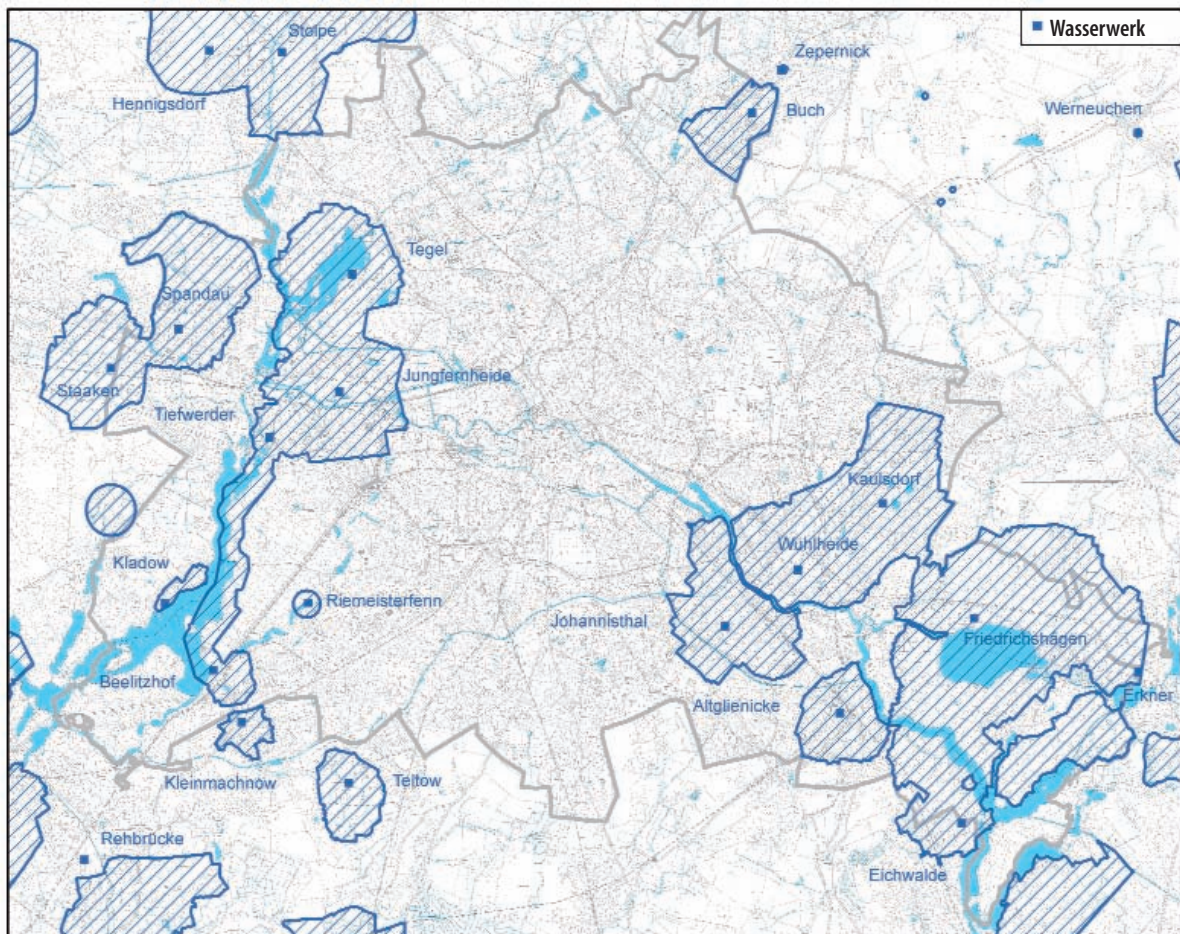 Wasserwerk
Stolpe
Zepernick
Hennigsdorf
Buch
Werneuchen
Tegel
Spandau
Jungfernheide
Staaken
Tiefwerder
Kaulsdorf
Wuhlheide
Kladow
Riemeisterfenn
Johannisthal
Friedrichshagen
Beelitzhof
Erkner
Altglienicke
Kleinmachnow
Teltow
Rehbrücke
Eichwalde